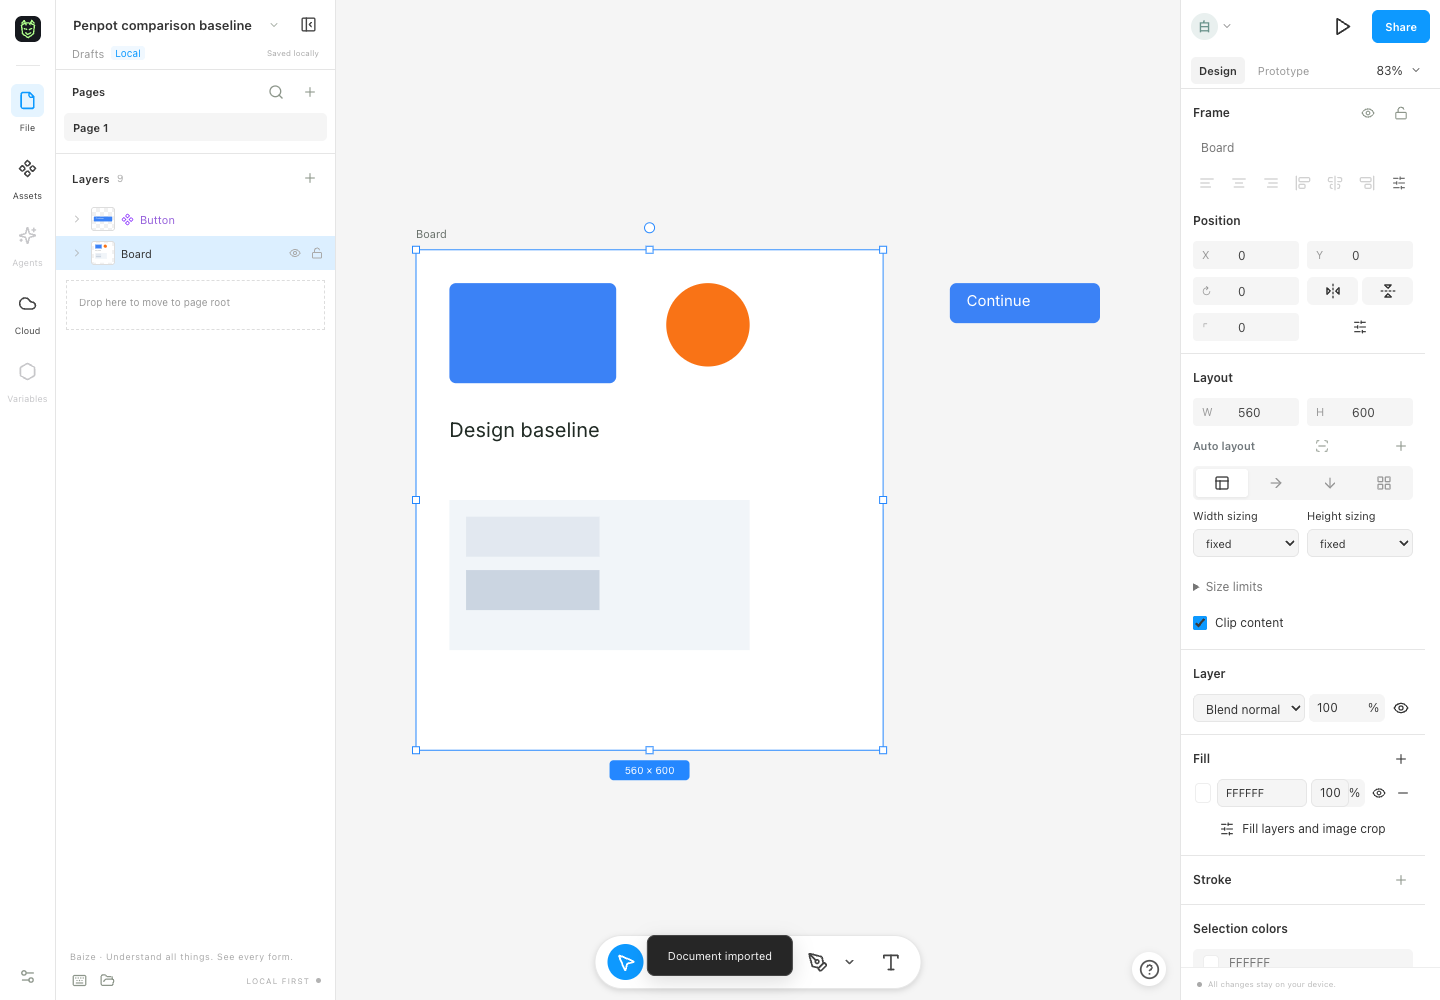 Penpot comparison baseline
Drafts Local Saved locally
File
Assets
Agents
Cloud
Variables
Pages
Page 1
Layers 9
Button
Board
Drop here to move to page root
Baize · Understand all things. See every form.
LOCAL FIRST
Board
Continue
Design baseline
560 × 600
Document imported
白
Share
Design Prototype 83%
Frame
Board
Position
X 0 Y 0
0
0
Layout
W 560 H 600
Auto layout
Width sizing Height sizing
fixed fixed
Size limits
Clip content
Layer
Blend normal 100 %
Fill
FFFFFF 100 %
Fill layers and image crop
Stroke
Selection colors
FFFFFF
All changes stay on your device.